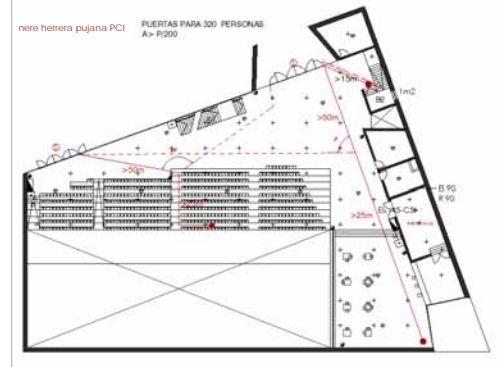 nere herrera pujana PCI
PUERTAS PARA 320 PERSONAS
A> P/200
>15m
1m2
>50m
>50m
EI 90
R 90
>25m